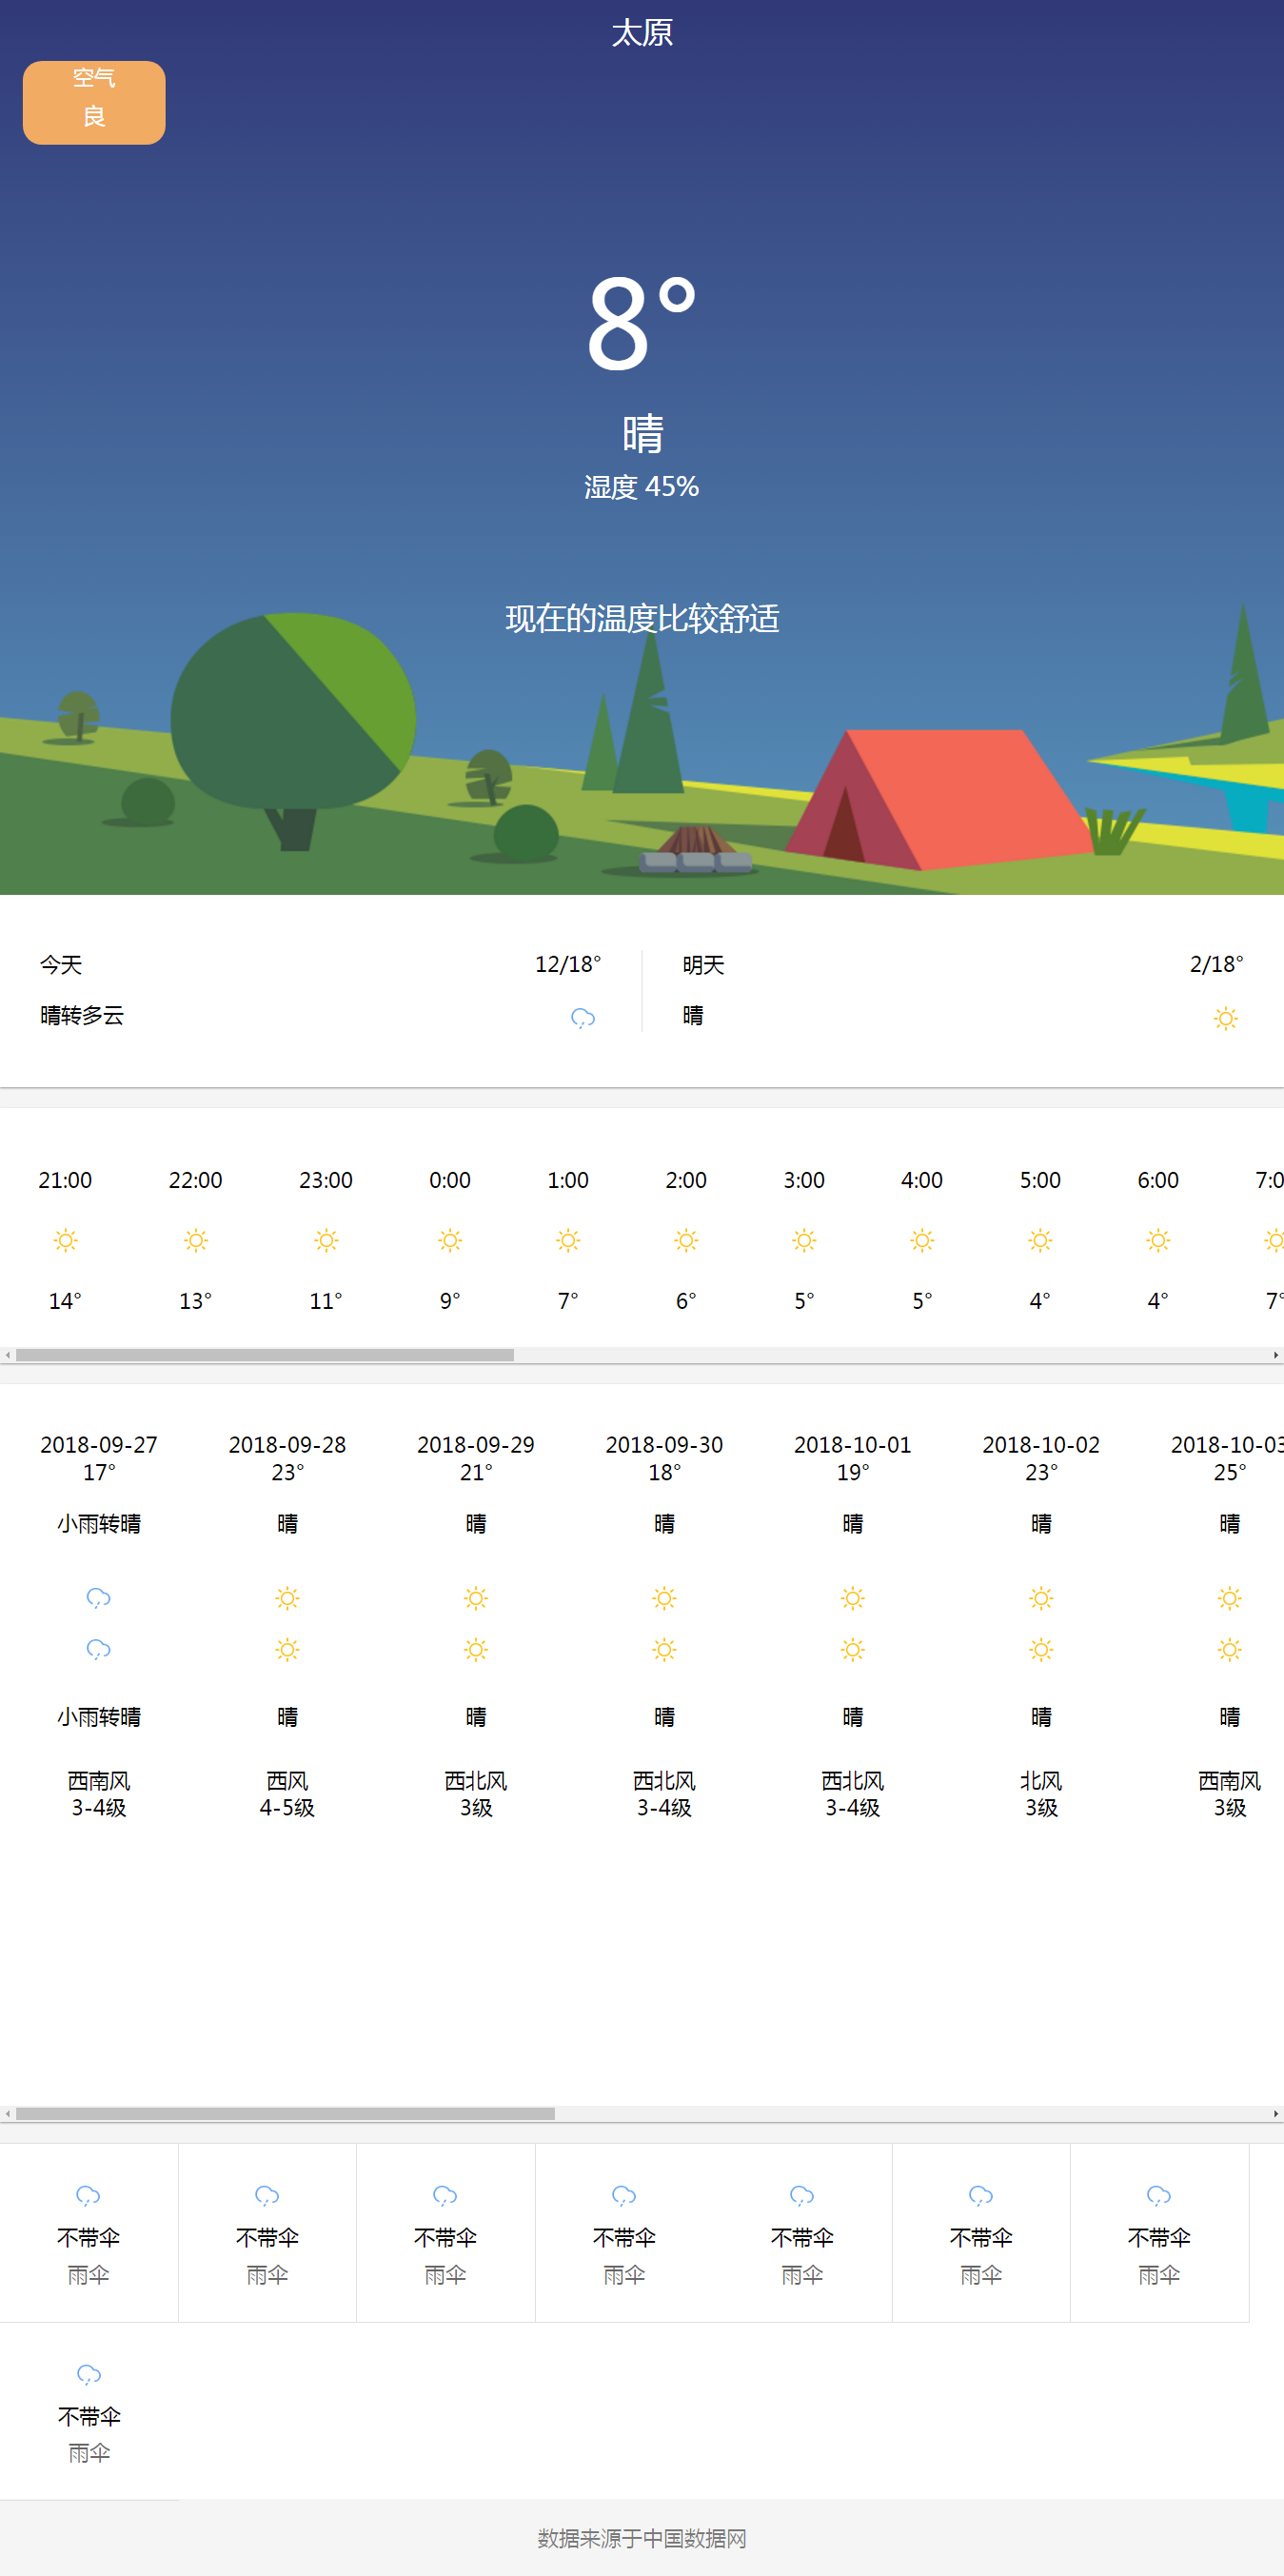 太原
空气
良
8°
晴
湿度 45%
现在的温度比较舒适
今天 12/18° 明天 2/18°
晴转多云 晴
21:00 22:00 23:00 0:00 1:00 2:00 3:00 4:00 5:00 6:00 7:0
14° 13° 11° 9° 7° 6° 5° 5° 4° 4° 7°
2018-09-27 2018-09-28 2018-09-29 2018-09-30 2018-10-01 2018-10-02 2018-10-03
17° 23° 21° 18° 19° 23° 25°
小雨转晴 晴 晴 晴 晴 晴 晴
小雨转晴 晴 晴 晴 晴 晴 晴
西南风 西风 西北风 西北风 西北风 北风 西南风
3-4级 4-5级 3级 3-4级 3-4级 3级 3级
不带伞 不带伞 不带伞 不带伞 不带伞 不带伞 不带伞
雨伞 雨伞 雨伞 雨伞 雨伞 雨伞 雨伞
不带伞
雨伞
数据来源于中国数据网